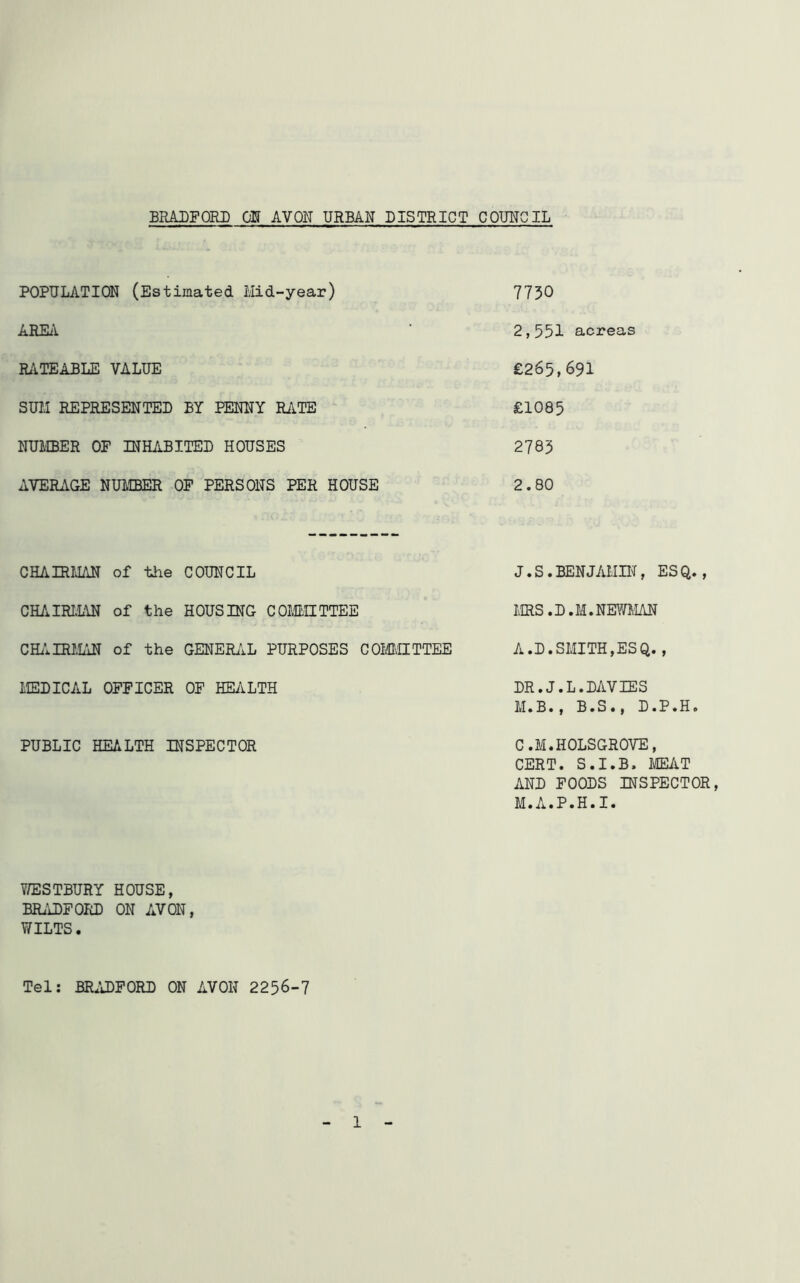 BRADFORD ON AVON URBAN DISTRICT COUNCIL
POPULATION (Estimated Mid-year) 7730
AREA 2,551 acreas
RATEABLE VALUE £265,691
SUM REPRESENTED BY PENNY RATE £1085
NUMBER OF INHABITED HOUSES 2783
AVERAGE NUMBER OF PERSONS PER HOUSE 2.80
----------
CHAIRMAN of the COUNCIL J.S.BENJAMIN, ESQ.,
CHAIRMAN of the HOUSING COMMITTEE MRS.D.M.NEWMAN
CHAIRMAN of the GENERAL PURPOSES COMMITTEE A.D.SMITH,ESQ.,
MEDICAL OFFICER OF HEALTH DR.J.L.DAVIES
M.B., B.S., D.P.H.
PUBLIC HEALTH INSPECTOR C.M.HOLSGROVE,
CERT. S.I.B. MEAT
AND FOODS INSPECTOR,
M.A.P.H.I.
WESTBURY HOUSE,
BRADFORD ON AVON,
WILTS.
Tel: BRADFORD ON AVON 2256-7
- 1 -